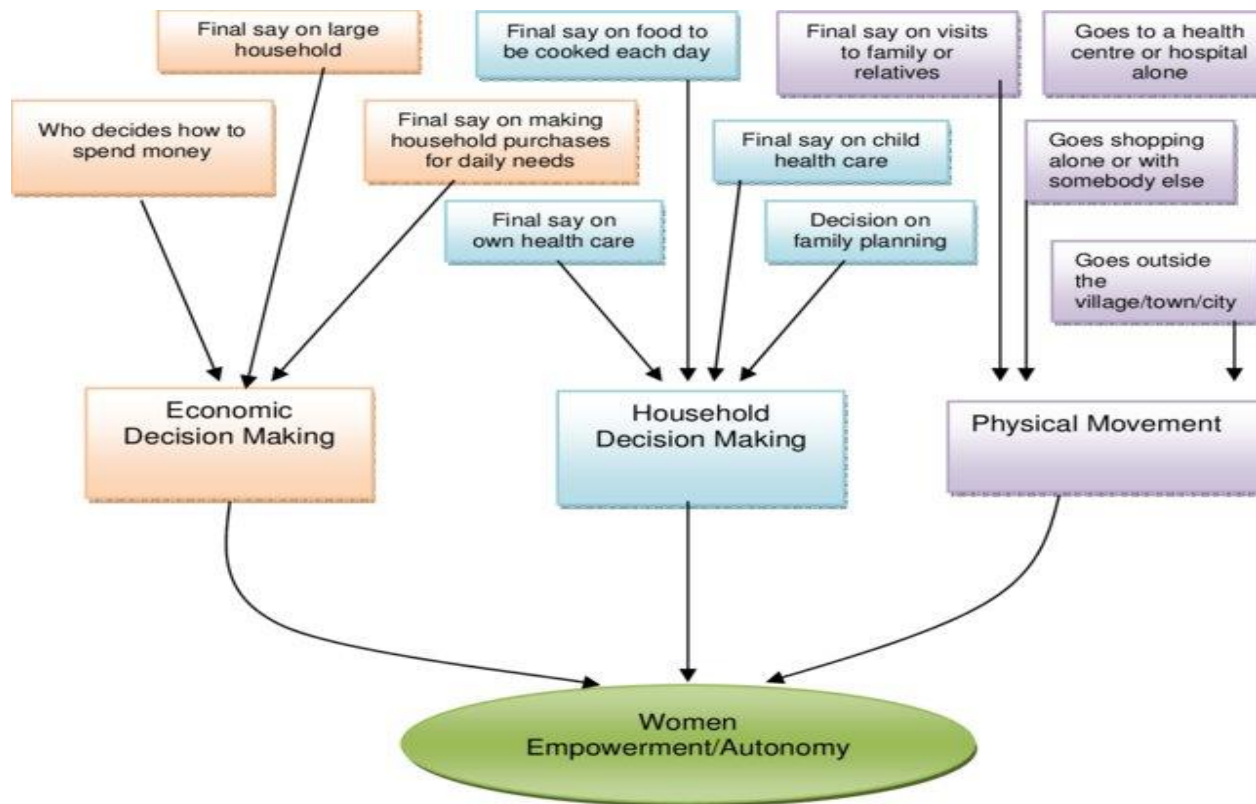 Final say on large
household
Final say on food to
be cooked each day
Final say on visits to
family or
relatives
Goes to a health
centre or hospital
alone
Who decides how to
spend money
Final say on making
household purchases
for daily needs
Final say on child
health care
Goes shopping
alone or with
somebody else
Final say on
own health care
Decision on
family planning
Goes outside
the
village/town/city
Economic
Decision Making
Household
Decision Making
Physical Movement
Women
Empowerment/Autonomy